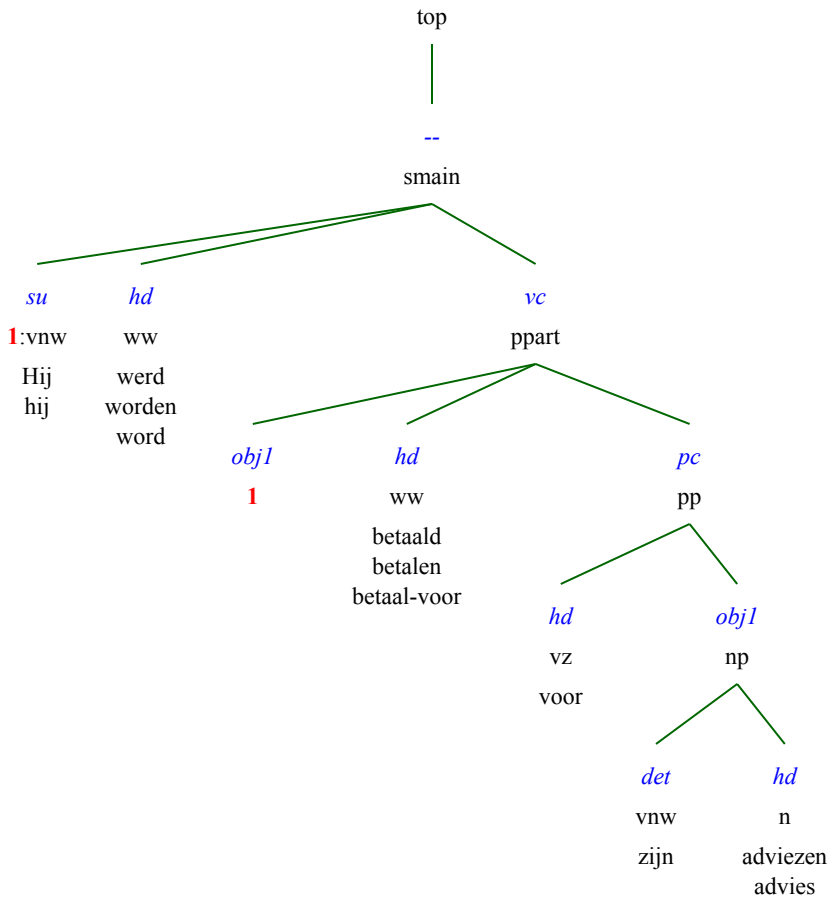 top
--
smain
su hd vc
1:vnw ww ppart
Hij werd
hij worden
word
obj1 hd pc
1 ww pp
betaald
betalen
betaal-voor
hd obj1
vz np
voor
det hd
vnw n
zijn adviezen
advies